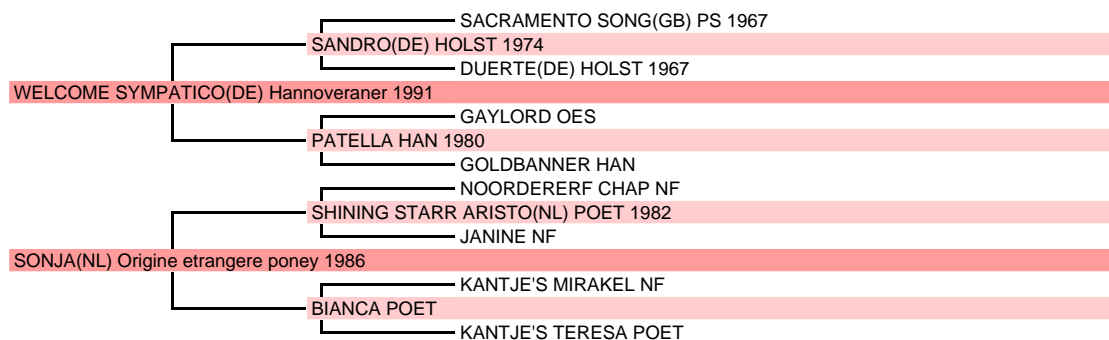 SACRAMENTO SONG(GB) PS 1967
SANDRO(DE) HOLST 1974
DUERTE(DE) HOLST 1967
WELCOME SYMPATICO(DE) Hannoveraner 1991
GAYLORD OES
PATELLA HAN 1980
GOLDBANNER HAN
NOORDERERF CHAP NF
SHINING STARR ARISTO(NL) POET 1982
JANINE NF
SONJA(NL) Origine etrangere poney 1986
KANTJE'S MIRAKEL NF
BIANCA POET
KANTJE'S TERESA POET